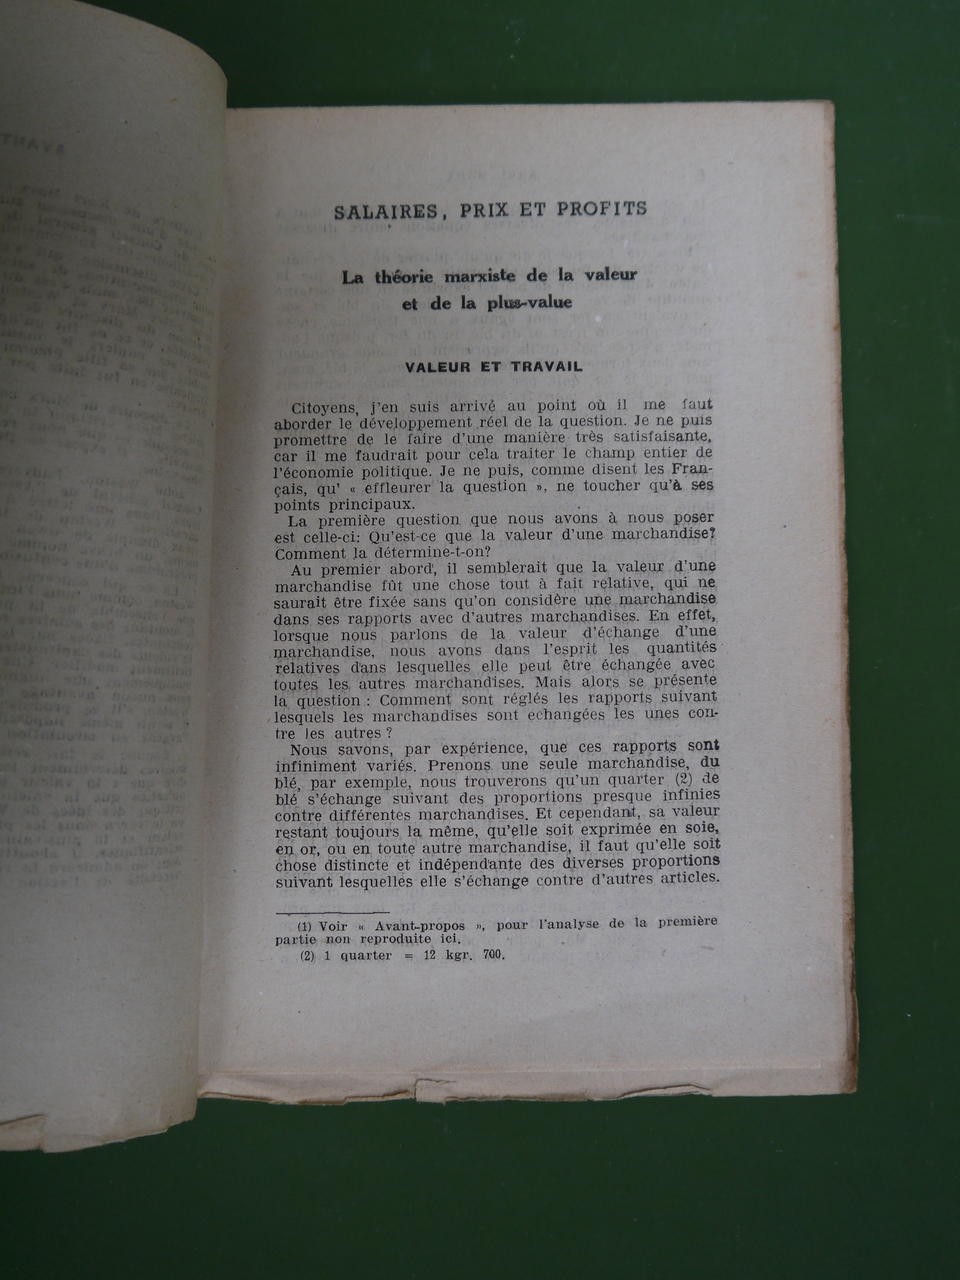 SALAIRES, PRIX ET PROFITS
La théorie marxiste de la valeur
et de la plus-value
VALEUR ET TRAVAIL
Citoyens, j'en suis arrivé au point où il me faut
aborder le développement réel de la question. Je ne puis
promettre de le faire d'une manière très satisfaisante,
car il me faudrait pour cela traiter le champ entier de
l'économie politique. Je ne puis, comme disent les Fran-
çais, qu' « effleurer la question », ne toucher qu'à ses
points principaux.
La première question que nous avons à nous poser
est celle-ci: Qu'est-ce que la valeur d'une marchandise?
Comment la détermine-t-on?
Au premier abord, il semblerait que la valeur d'une
marchandise fût une chose tout à fait relative, qui ne
saurait être fixée sans qu'on considère une marchandise
dans ses rapports avec d'autres marchandises. En effet,
lorsque nous parlons de la valeur d'échange d'une
marchandise, nous avons dans l'esprit les quantités
relatives dans lesquelles elle peut être échangée avec
toutes les autres marchandises. Mais alors se présente
la question : Comment sont réglés les rapports suivant
lesquels les marchandises sont echangées les unes con-
tre les autres ?
Nous savons, par expérience, que ces rapports sont
infiniment variés. Prenons une seule marchandise, du
blé, par exemple, nous trouverons qu'un quarter (2) de
blé s'échange suivant des proportions presque infinies
contre différentes marchandises. Et cependant, sa valeur
restant toujours la même, qu'elle soit exprimée en soie,
en or, ou en toute autre marchandise, il faut qu'elle soit
chose distincte et indépendante des diverses proportions
suivant lesquelles elle s'échange contre d'autres articles.
(1) Voir « Avant-propos », pour l'analyse de la première
partie non reproduite ici.
(2) 1 quarter = 12 kgr. 700.